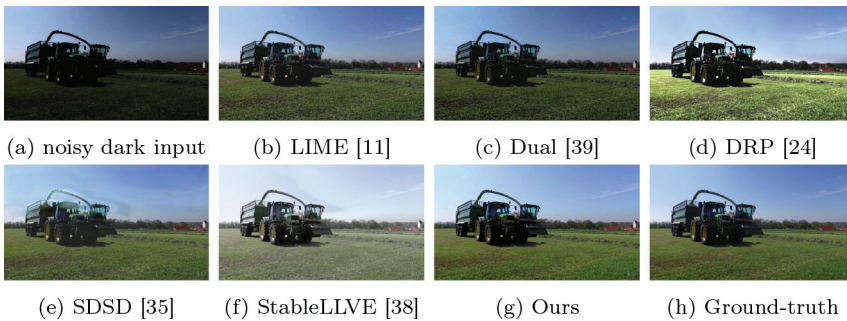 (a) noisy dark input
(b) LIME [11]
(c) Dual [39]
(d) DRP [24]
(e) SDSD [35]
(f) StableLLVE [38]
(g) Ours
(h) Ground-truth